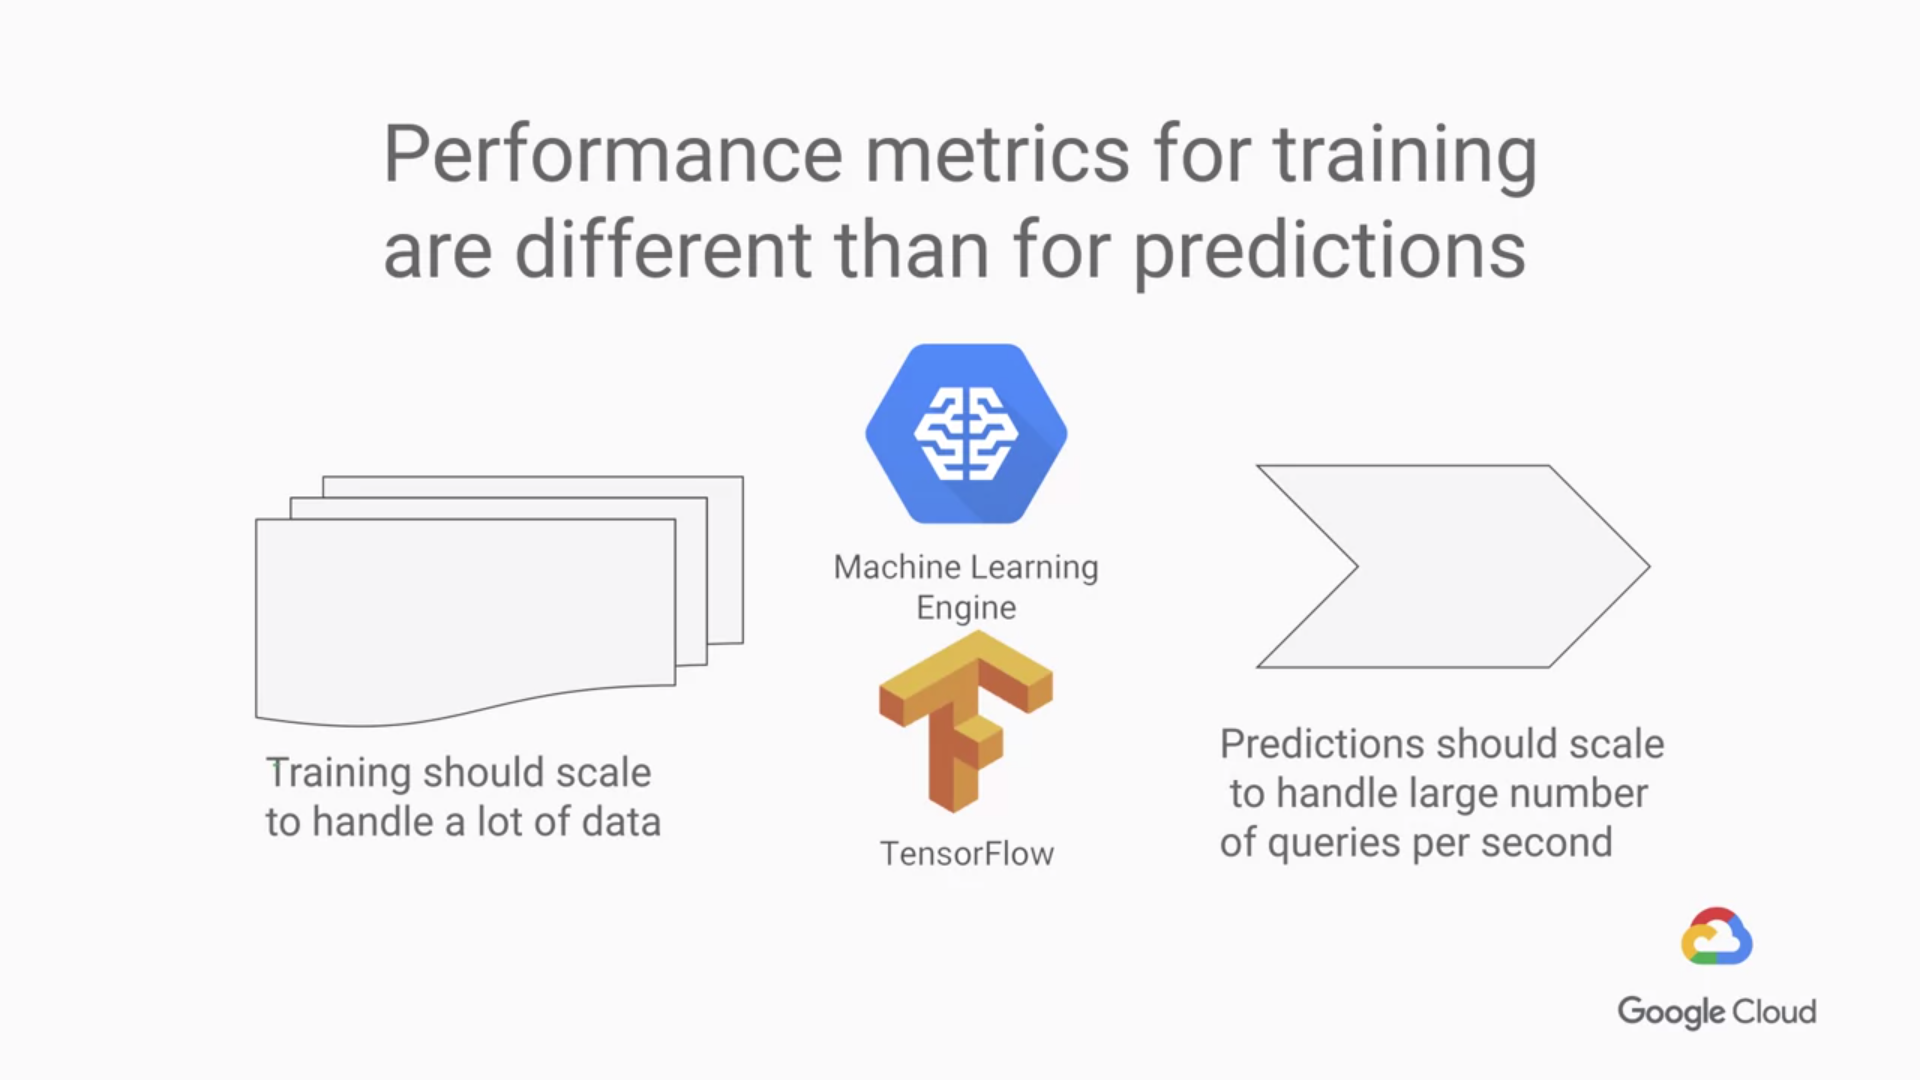 Performance metrics for training
are different than for predictions
Machine Learning
Engine
TensorFlow
Training should scale
to handle a lot of data
Predictions should scale
to handle large number
of queries per second
Google Cloud